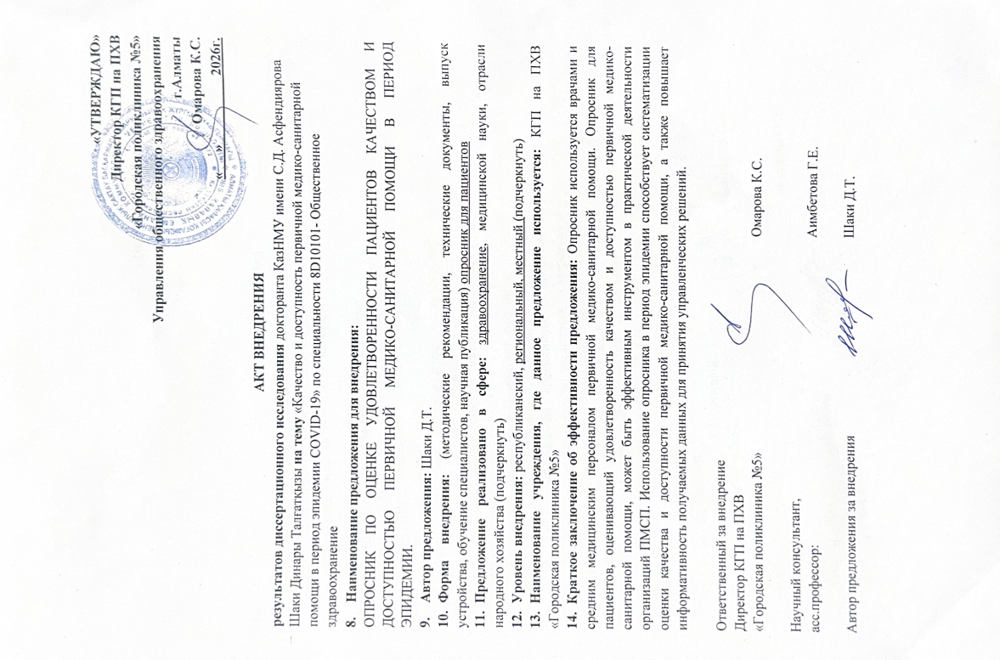 «УТВЕРЖДАЮ»
Директор КГП на ПХВ
«Городская поликлиника №5»
Управления общественного здравоохранения
г.Алматы
Омарова К.С.
«    »            2026г.
АКТ ВНЕДРЕНИЯ
результатов диссертационного исследования докторанта КазНМУ имени С.Д. Асфендиярова
Шаки Динары Талғатқызы на тему «Качество и доступность первичной медико-санитарной
помощи в период эпидемии COVID-19» по специальности 8D10101- Общественное
здравоохранение
8. Наименование предложения для внедрения:
ОПРОСНИК ПО ОЦЕНКЕ УДОВЛЕТВОРЕННОСТИ ПАЦИЕНТОВ КАЧЕСТВОМ И
ДОСТУПНОСТЬЮ ПЕРВИЧНОЙ МЕДИКО-САНИТАРНОЙ ПОМОЩИ В ПЕРИОД
ЭПИДЕМИИ.
9. Автор предложения: Шаки Д.Т.
10. Форма внедрения: (методические рекомендации, технические документы, выпуск
устройства, обучение специалистов, научная публикация) опросник для пациентов
11. Предложение реализовано в сфере: здравоохранение, медицинской науки, отрасли
народного хозяйства (подчеркнуть)
12. Уровень внедрения: республиканский, региональный, местный (подчеркнуть)
13. Наименование учреждения, где данное предложение используется: КГП на ПХВ
«Городская поликлиника №5»
14. Краткое заключение об эффективности предложения: Опросник используется врачами и
средним медицинским персоналом первичной медико-санитарной помощи. Опросник для
пациентов, оценивающий удовлетворенность качеством и доступностью первичной медико-
санитарной помощи, может быть эффективным инструментом в практической деятельности
организаций ПМСП. Использование опросника в период эпидемии способствует систематизации
оценки качества и доступности первичной медико-санитарной помощи, а также повышает
информативность получаемых данных для принятия управленческих решений.
Ответственный за внедрение
Директор КГП на ПХВ
«Городская поликлиника №5» Омарова К.С.
Научный консультант,
асс.профессор: Аимбетова Г.Е.
Автор предложения за внедрения Шаки Д.Т.